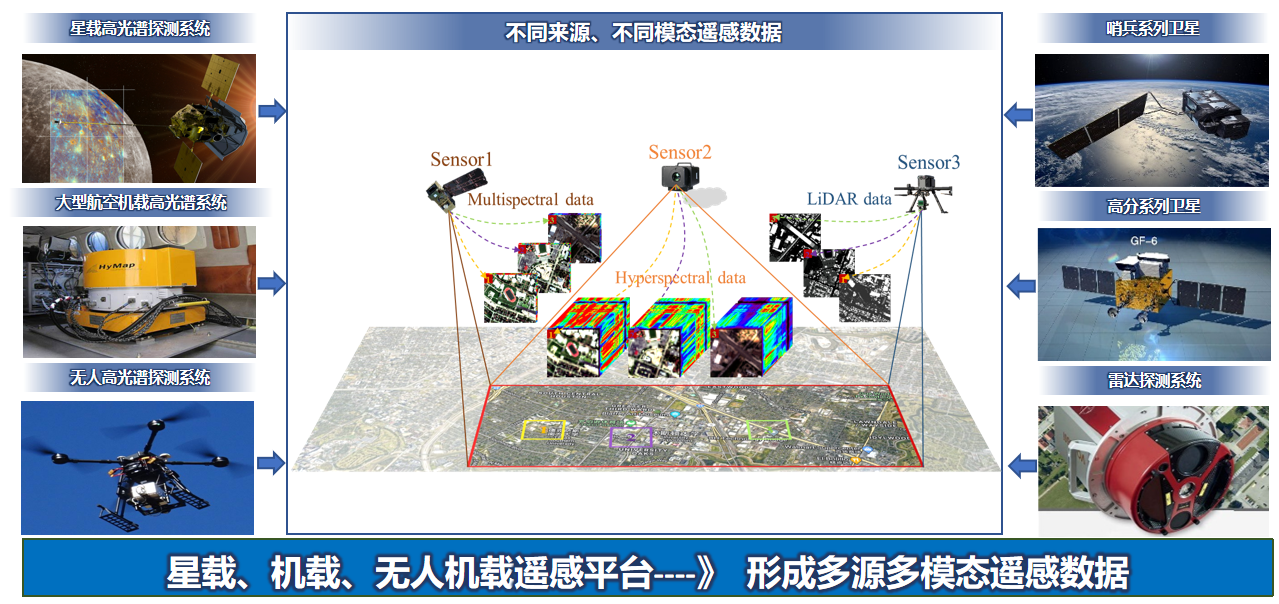 星载高光谱探测系统
不同来源、不同模态遥感数据
哨兵系列卫星
Sensor1
Sensor2
Sensor3
Multispectral data
LiDAR data
Hyperspectral data
大型航空机载高光谱系统
HyMap
高分系列卫星
GF-6
无人高光谱探测系统
雷达探测系统
2
星载、机载、无人机载遥感平台----》 形成多源多模态遥感数据